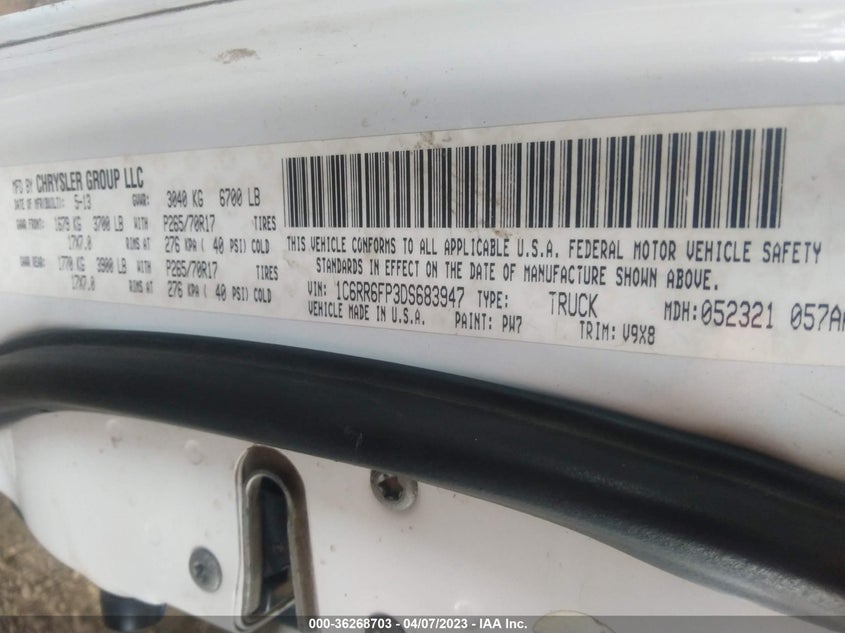 MFD BY CHRYSLER GROUP LLC
DATE OF MFR(BUILT): 5-13 GVWR: 3040 KG 6700 LB
GAWR FRONT: 1679 KG 3700 LB WITH P265/70R17 TIRES
17X7.0 RIMS AT 276 KPA ( 40 PSI) COLD
GAWR REAR: 1770 KG 3900 LB WITH P265/70R17 TIRES
17X7.0 RIMS AT 276 KPA ( 40 PSI) COLD
THIS VEHICLE CONFORMS TO ALL APPLICABLE U.S.A. FEDERAL MOTOR VEHICLE SAFETY
STANDARDS IN EFFECT ON THE DATE OF MANUFACTURE SHOWN ABOVE.
VIN: 1C6RR6FP3DS683947 TYPE: TRUCK MDH: 052321 057
VEHICLE MADE IN U.S.A. PAINT: PW7 TRIM: V9X8
000-36268703 - 04/07/2023 - IAA Inc.